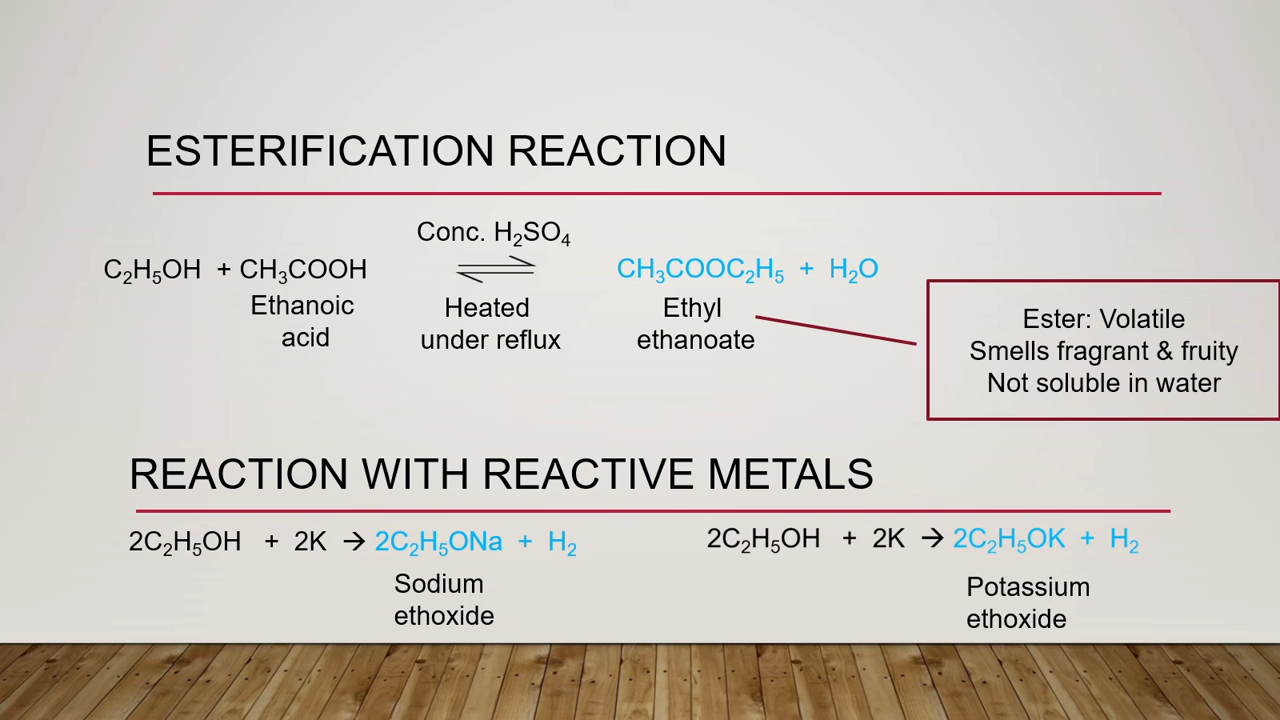 ESTERIFICATION REACTION
Conc. H₂SO₄
C₂H₅OH + CH₃COOH ⇌ CH₃COOC₂H₅ + H₂O
Ethanoic
acid
Heated
under reflux
Ethyl
ethanoate
Ester: Volatile
Smells fragrant & fruity
Not soluble in water
REACTION WITH REACTIVE METALS
2C₂H₅OH + 2K → 2C₂H₅ONa + H₂
Sodium
ethoxide
2C₂H₅OH + 2K → 2C₂H₅OK + H₂
Potassium
ethoxide